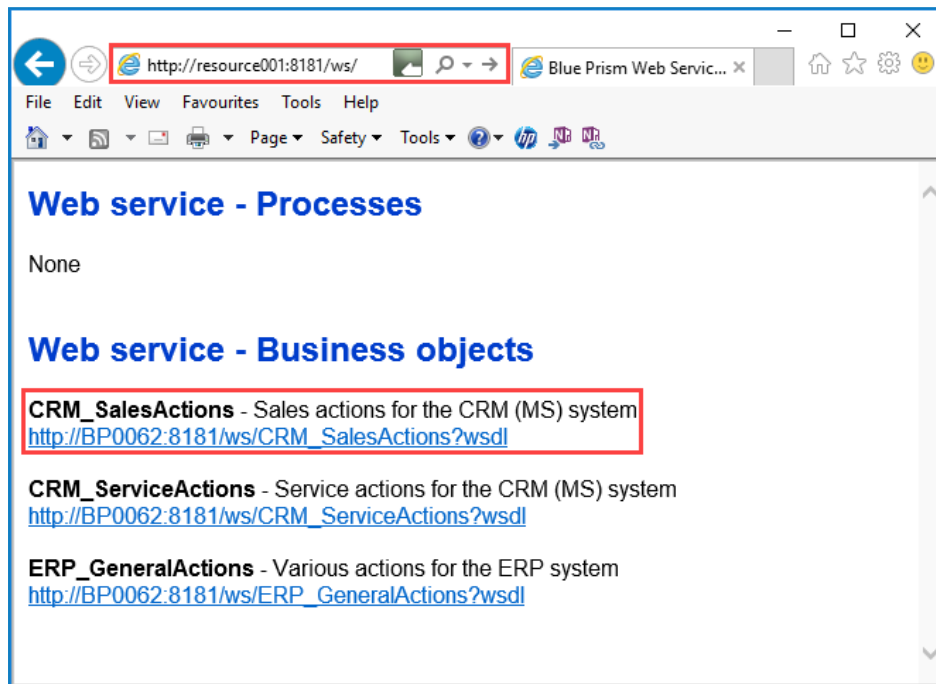 http://resource001:8181/ws/
Blue Prism Web Servic...
File Edit View Favourites Tools Help
Page Safety Tools
Web service - Processes
None
Web service - Business objects
CRM_SalesActions - Sales actions for the CRM (MS) system
http://BP0062:8181/ws/CRM_SalesActions?wsdl
CRM_ServiceActions - Service actions for the CRM (MS) system
http://BP0062:8181/ws/CRM_ServiceActions?wsdl
ERP_GeneralActions - Various actions for the ERP system
http://BP0062:8181/ws/ERP_GeneralActions?wsdl